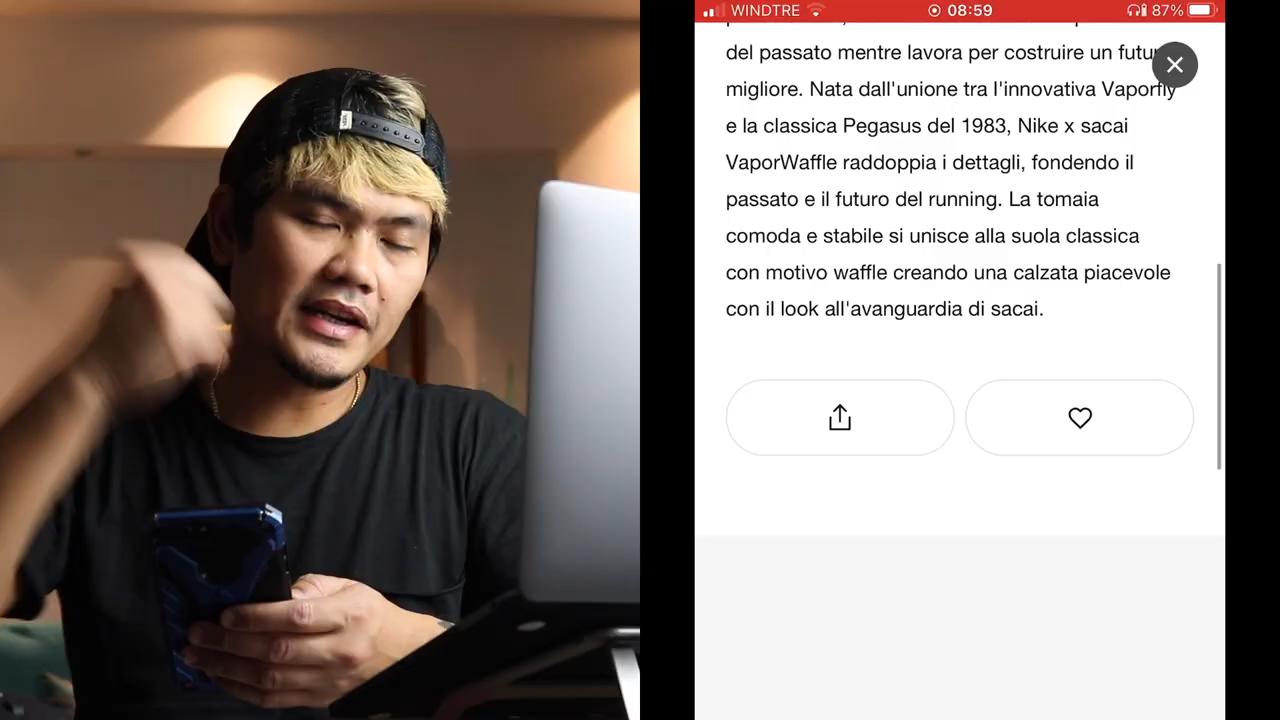 WINDTRE
08:59
87%
del passato mentre lavora per costruire un futu
migliore. Nata dall'unione tra l'innovativa Vaporfly
e la classica Pegasus del 1983, Nike x sacai
VaporWaffle raddoppia i dettagli, fondendo il
passato e il futuro del running. La tomaia
comoda e stabile si unisce alla suola classica
con motivo waffle creando una calzata piacevole
con il look all'avanguardia di sacai.